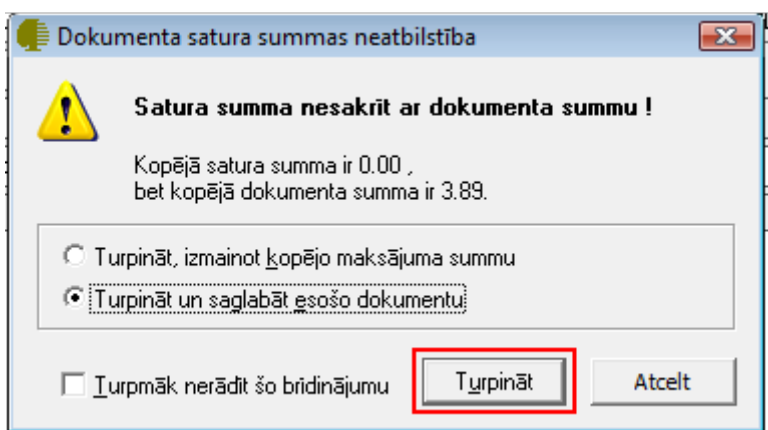 Dokumenta satura summas neatbilstība
Satura summa nesakrīt ar dokumenta summu !
Kopējā satura summa ir 0.00 ,
bet kopējā dokumenta summa ir 3.89.
Turpināt, izmainot kopējo maksājuma summu
Turpināt un saglabāt esošo dokumentu
Turpmāk nerādīt šo brīdinājumu
Turpināt
Atcelt